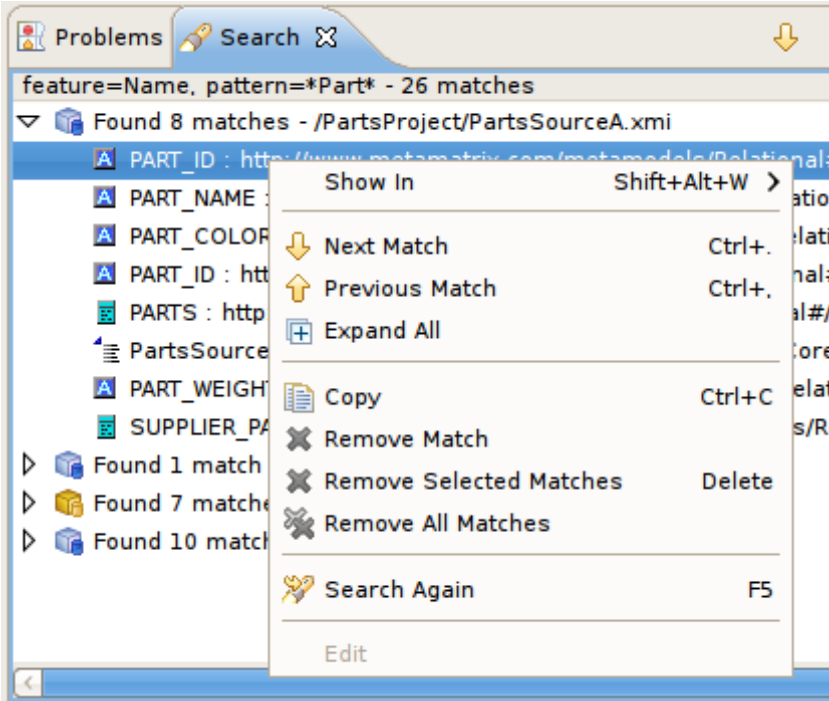 Problems Search
feature=Name, pattern=*Part* - 26 matches
Found 8 matches - /PartsProject/PartsSourceA.xmi
PART_ID : http://www.metamatrix.com/metamodels/Relational#
Show In Shift+Alt+W
PART_NAME :
PART_COLOR
Next Match Ctrl+.
PART_ID : htt
Previous Match Ctrl+,
PARTS : http
Expand All
PartsSource
PART_WEIGHT
Copy Ctrl+C
SUPPLIER_PA
Remove Match
Found 1 match
Remove Selected Matches Delete
Found 7 matche
Remove All Matches
Found 10 match
Search Again F5
Edit